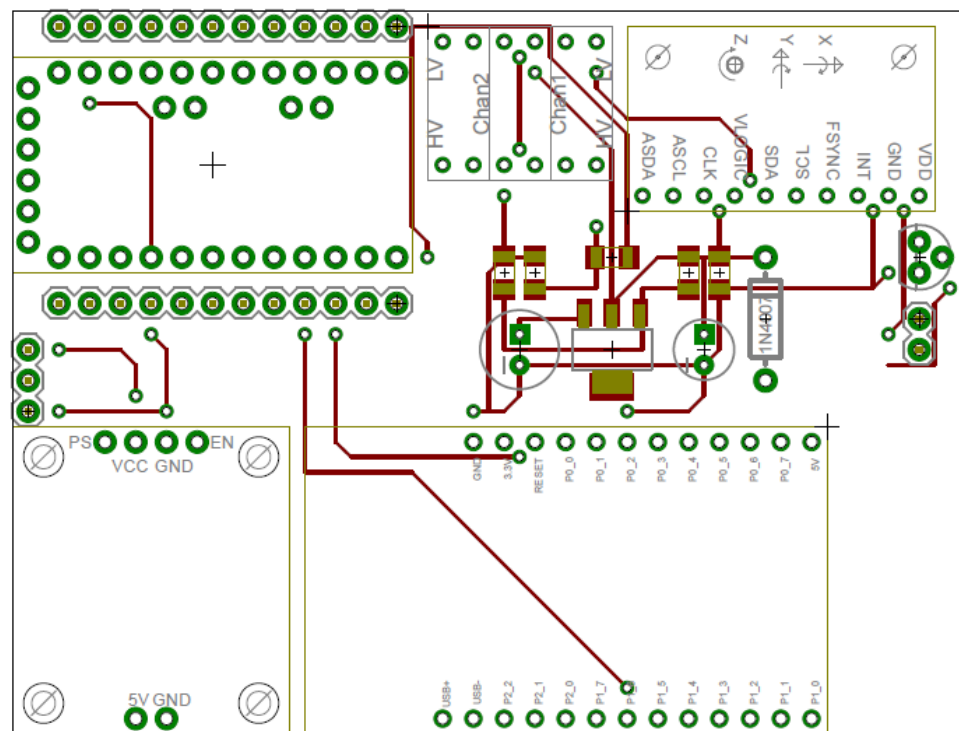 LV
HV
Chan2
Chan1
LV
HV
Z
Y
X
ASDA
ASCL
CLK
VLOGIC
SDA
SCL
FSYNC
INT
GND
VDD
1N4007
PS
EN
VCC GND
5V GND
GND
3.3V
RESET
P0_0
P0_1
P0_2
P0_3
P0_4
P0_5
P0_6
P0_7
5V
USB+
USB-
P2_2
P2_1
P2_0
P1_7
P1_5
P1_4
P1_3
P1_2
P1_1
P1_0